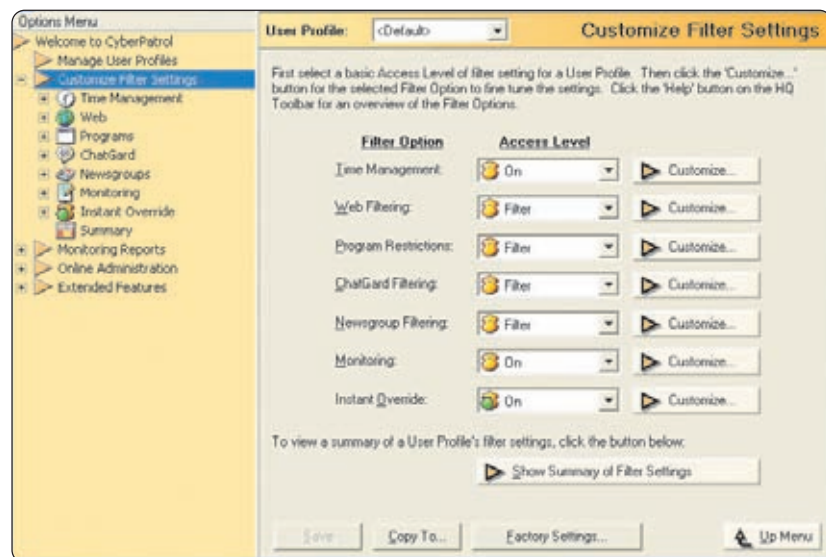 Options Menu
Welcome to CyberPatrol
Manage User Profiles
Customize Filter Settings
Time Management
Web
Programs
ChatGard
Newsgroups
Monitoring
Instant Override
Summary
Monitoring Reports
Online Administration
Extended Features
User Profile: <Default> Customize Filter Settings
First select a basic Access Level of filter setting for a User Profile. Then click the 'Customize...'
button for the selected Filter Option to fine tune the settings. Click the 'Help' button on the HQ
Toolbar for an overview of the Filter Options.
Filter Option Access Level
Time Management: On Customize...
Web Filtering: Filter Customize...
Program Restrictions: Filter Customize...
ChatGard Filtering: Filter Customize...
Newsgroup Filtering: Filter Customize...
Monitoring: On Customize...
Instant Override: On Customize...
To view a summary of a User Profile's filter settings, click the button below:
Show Summary of Filter Settings
Save Copy To... Factory Settings... Up Menu